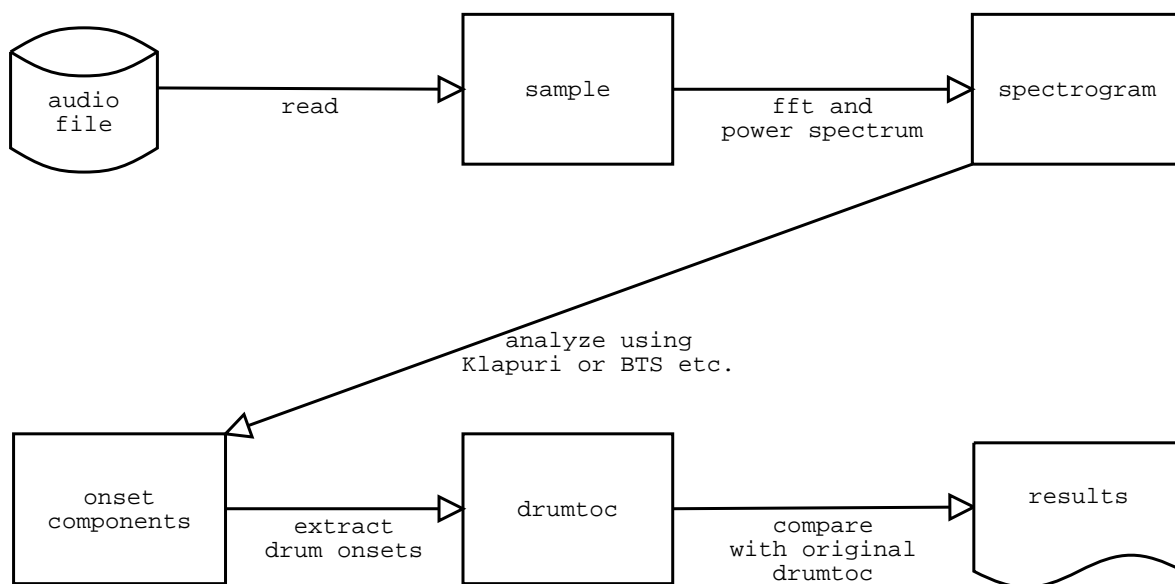 audio
file
read
sample
fft and
power spectrum
spectrogram
analyze using
Klapuri or BTS etc.
onset
components
extract
drum onsets
drumtoc
compare
with original
drumtoc
results